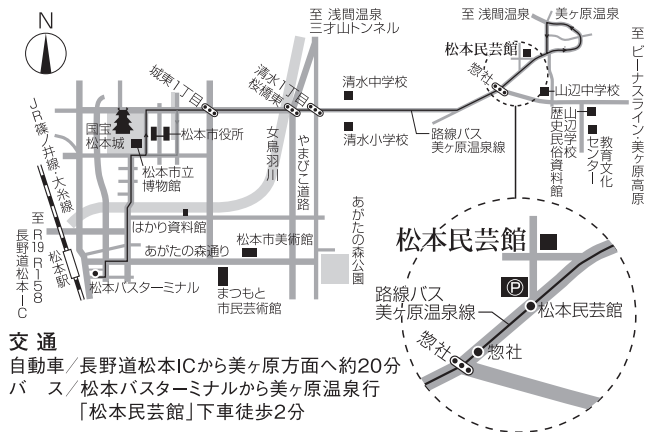 N
至 浅間温泉
三才山トンネル
至 浅間温泉
美ヶ原温泉
至 ビーナスライン・美ヶ原高原
松本民芸館
惣社
山辺中学校
山辺学校
歴史民俗資料館
教育文化
センター
城東1丁目
清水1丁目
桜橋東
清水中学校
清水小学校
路線バス
美ヶ原温泉線
国宝
松本城
松本市役所
松本市立
博物館
女鳥羽川
やまびこ道路
JR篠ノ井線・大糸線
はかり資料館
あがたの森通り
松本市美術館
あがたの森公園
至 R19 R158
長野道松本IC
松本駅
松本バスターミナル
まつもと
市民芸術館
松本民芸館
P
路線バス
美ヶ原温泉線
松本民芸館
惣社
惣社
交 通
自動車/長野道松本ICから美ヶ原方面へ約20分
バ ス/松本バスターミナルから美ヶ原温泉行
「松本民芸館」下車徒歩2分